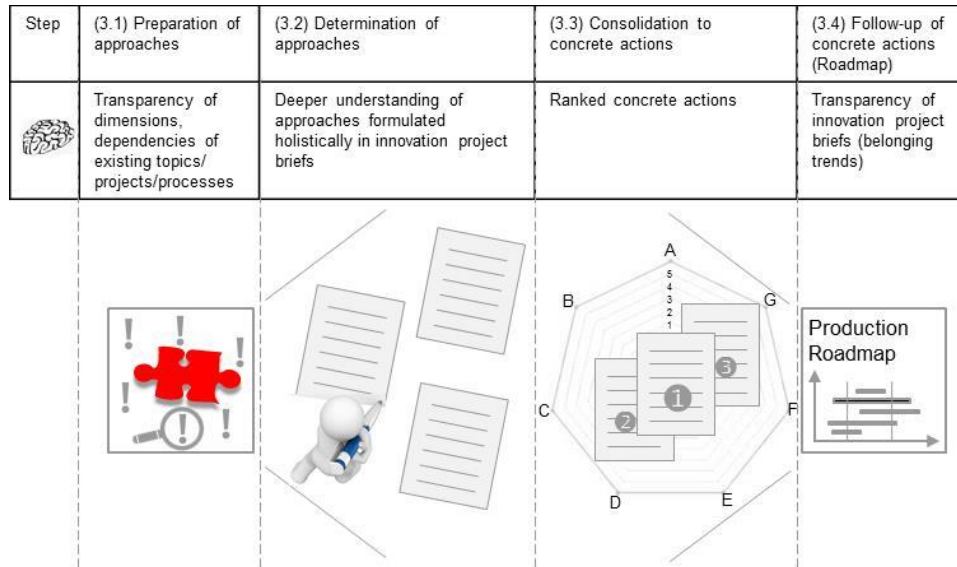 Step
(3.1) Preparation of
approaches
(3.2) Determination of
approaches
(3.3) Consolidation to
concrete actions
(3.4) Follow-up of
concrete actions
(Roadmap)
Transparency of
dimensions,
dependencies of
existing topics/
projects/processes
Deeper understanding of
approaches formulated
holistically in innovation project
briefs
Ranked concrete actions
Transparency of
innovation project
briefs (belonging
trends)
! ! ! ! ! !
A
B
C
D
E
F
G
5
4
3
2
1
1
2
3
Production
Roadmap